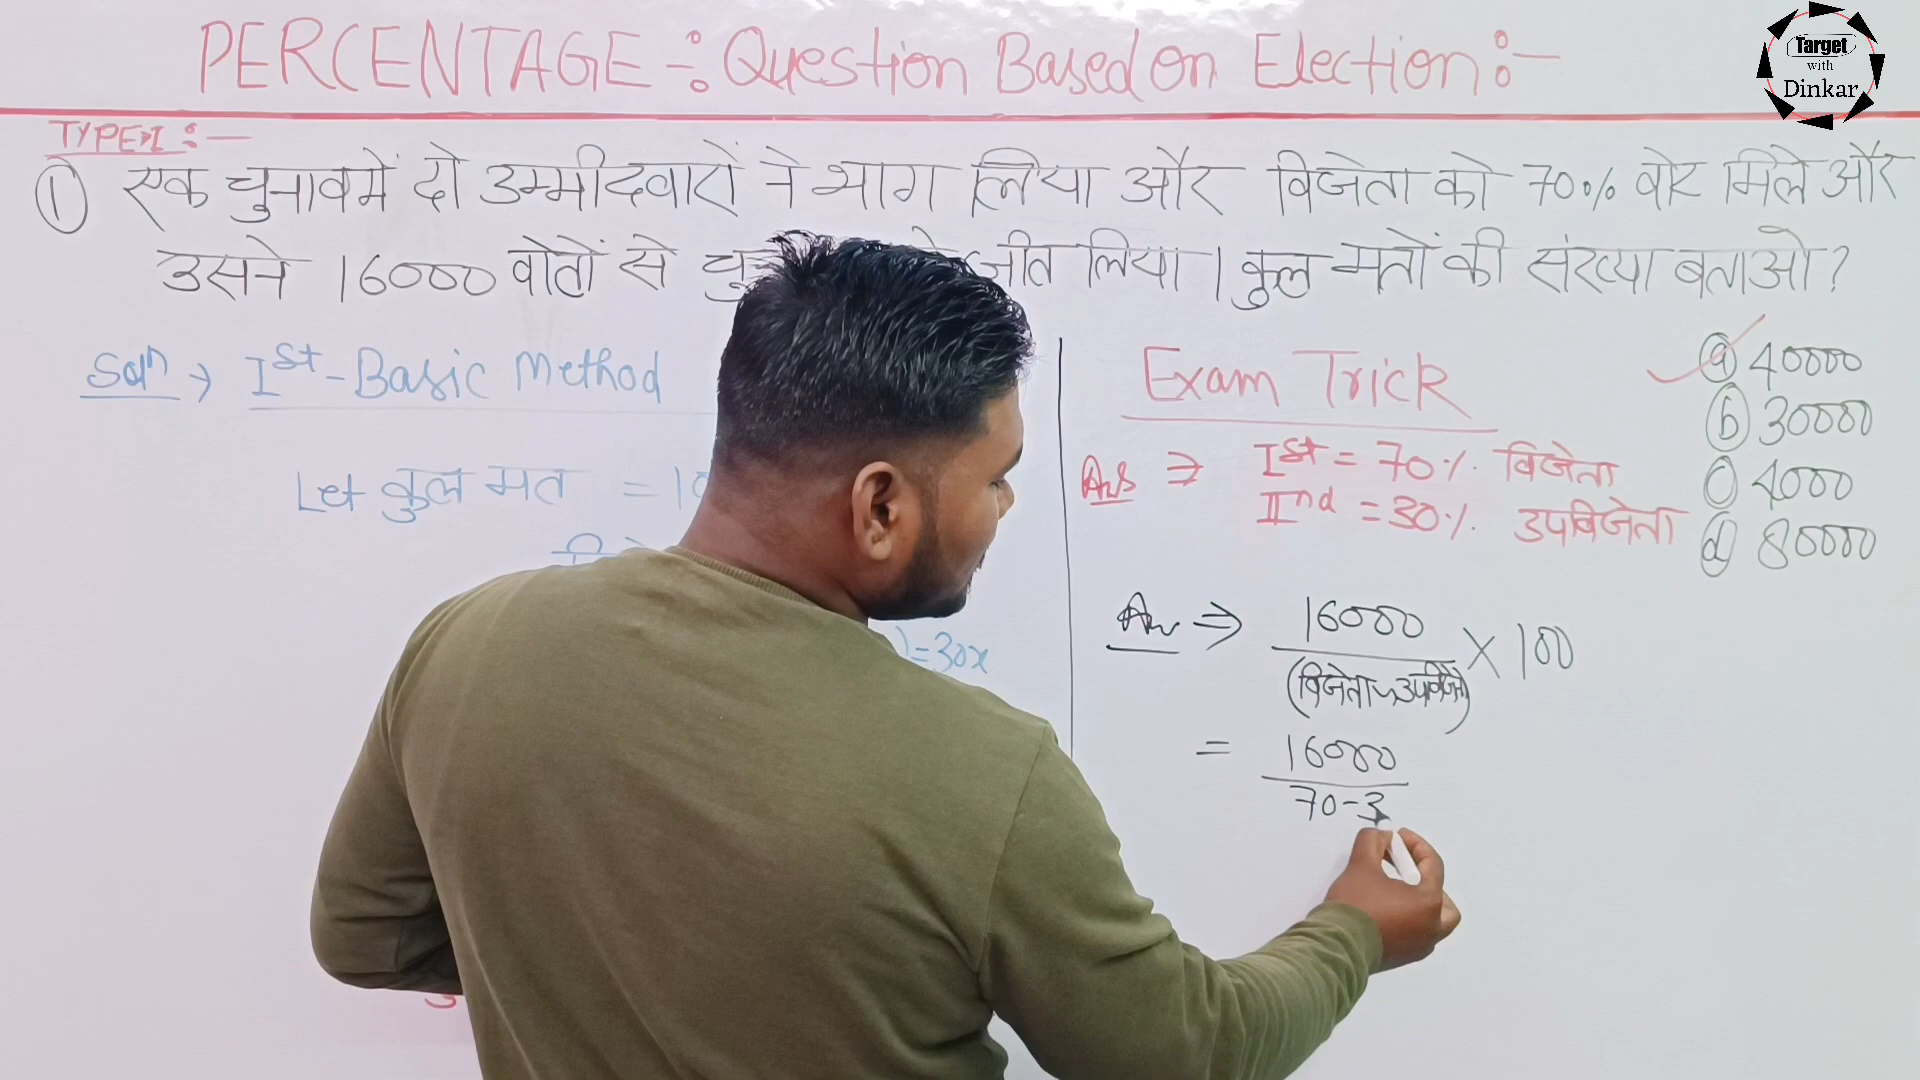 PERCENTAGE -: Question Based on Election :-
Target
with
Dinkar
TYPE-I :-
① एक चुनाव में दो उम्मीदवारों ने भाग लिया और विजेता को 70% वोट मिले और
उसने 16000 वोतों से जीत लिया । कुल मतों की संख्या बताओ ?
Solⁿ → Iˢᵗ - Basic Method
Let कुल मत = 10
) = 30x
Exam Trick
Ans ⇒ Iˢᵗ = 70% विजेता
IIⁿᵈ = 30% उपविजेता
ⓐ 40000
ⓑ 30000
ⓒ 4000
ⓓ 80000
Ans ⇒ 16000 × 100
(विजेता ~ उपविजेता)
= 16000
70-3